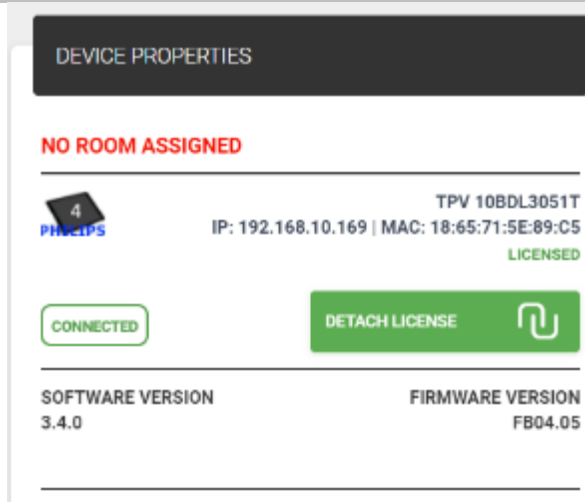 DEVICE PROPERTIES
NO ROOM ASSIGNED
4
PHILIPS
TPV 10BDL3051T
IP: 192.168.10.169 | MAC: 18:65:71:5E:89:C5
LICENSED
CONNECTED
DETACH LICENSE
SOFTWARE VERSION
3.4.0
FIRMWARE VERSION
FB04.05